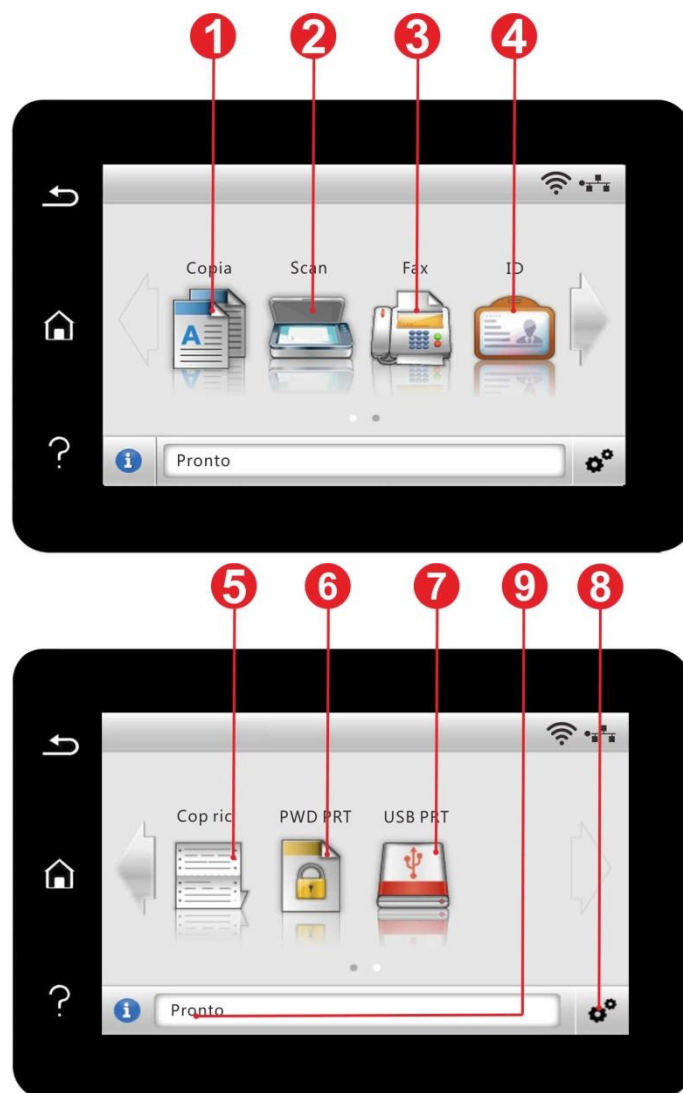 1 2 3 4
Copia Scan Fax ID
A
i Pronto
?
5 6 7 9 8
Cop ric PWD PRT USB PRT
i Pronto
?